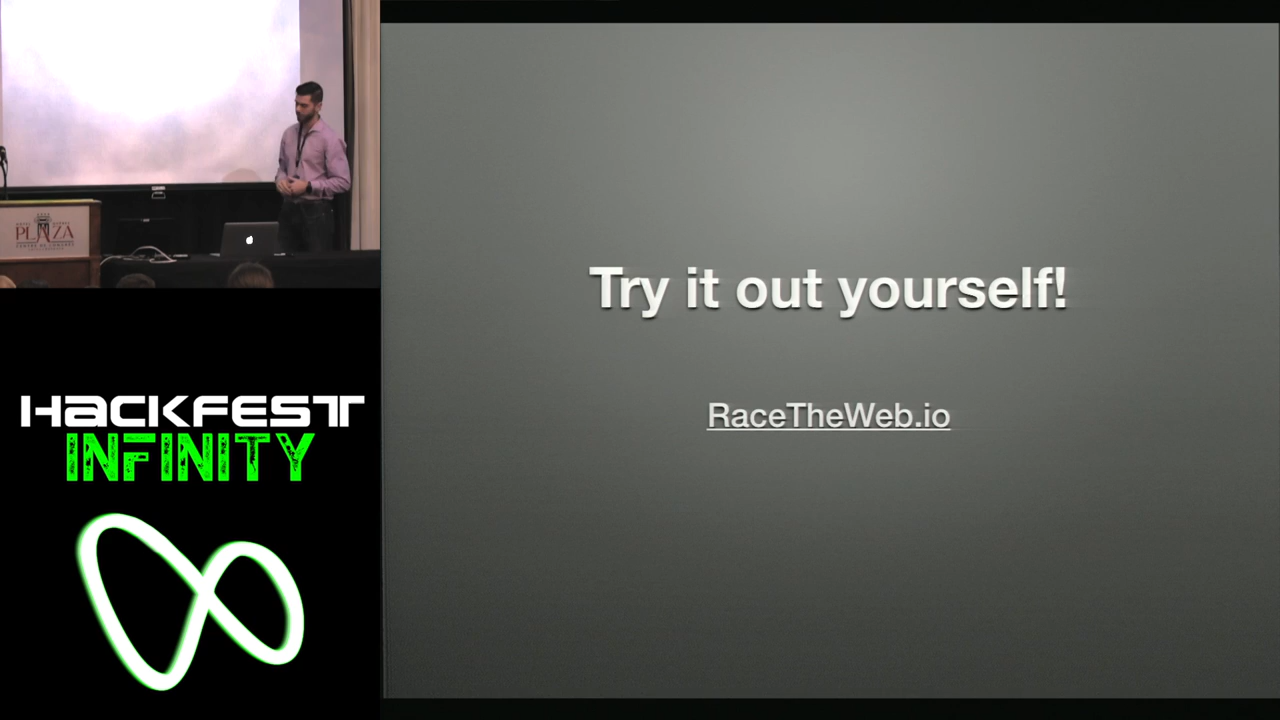 PLAZA
HACKFEST
INFINITY
Try it out yourself!
RaceTheWeb.io